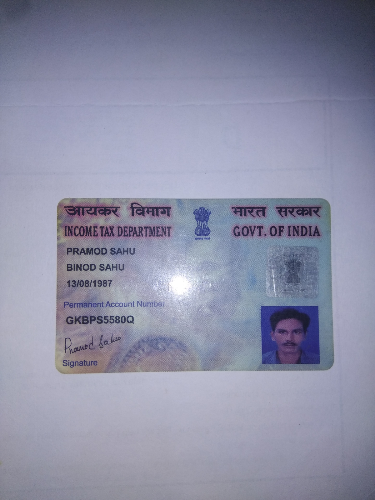 आयकर विभाग
भारत सरकार
INCOME TAX DEPARTMENT
GOVT. OF INDIA
PRAMOD SAHU
BINOD SAHU
13/08/1987
Permanent Account Number
GKBPS5580Q
Pramod Sahu
Signature